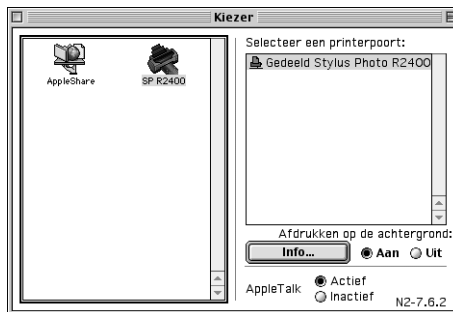 Kiezer
AppleShare
SP R2400
Selecteer een printerpoort:
Gedeeld Stylus Photo R2400
Afdrukken op de achtergrond:
Info...
Aan
Uit
AppleTalk
Actief
Inactief
N2-7.6.2